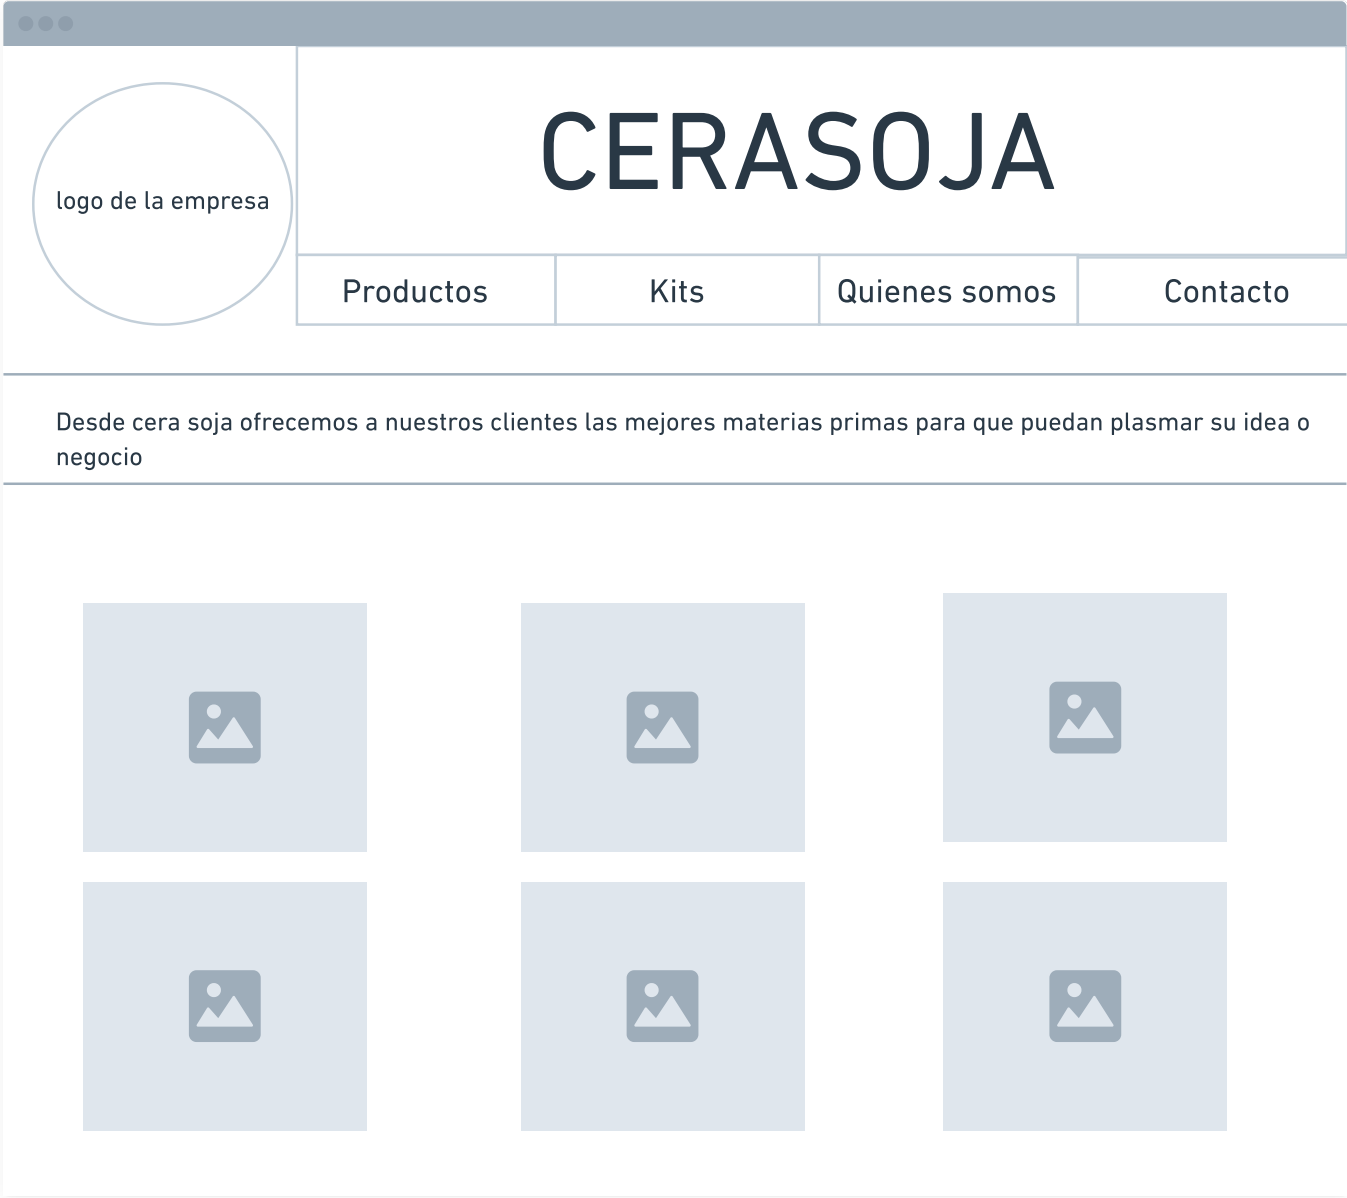 CERASOJA
logo de la empresa
Productos
Kits
Quienes somos
Contacto
Desde cera soja ofrecemos a nuestros clientes las mejores materias primas para que puedan plasmar su idea o
negocio